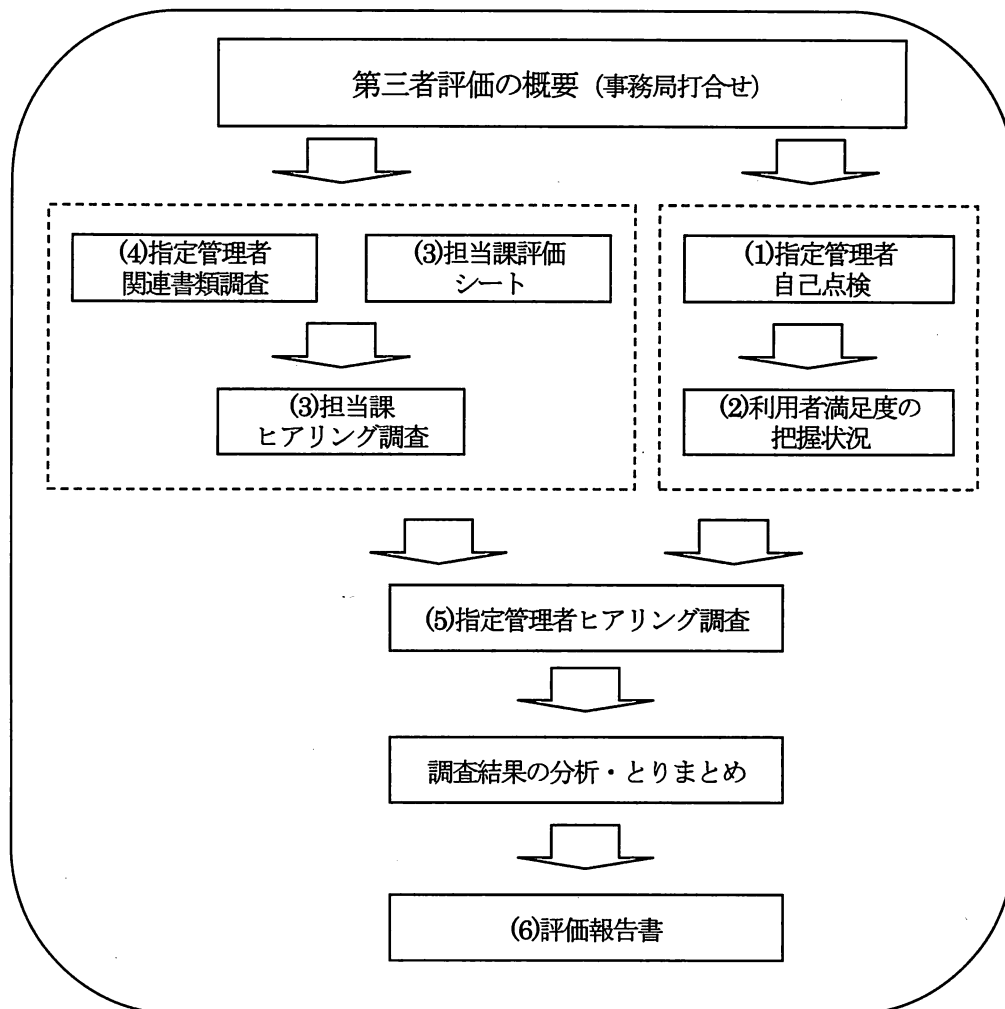 第三者評価の概要（事務局打合せ）
(4)指定管理者
関連書類調査
(3)担当課評価
シート
(3)担当課
ヒアリング調査
(1)指定管理者
自己点検
(2)利用者満足度の
把握状況
(5)指定管理者ヒアリング調査
調査結果の分析・とりまとめ
(6)評価報告書